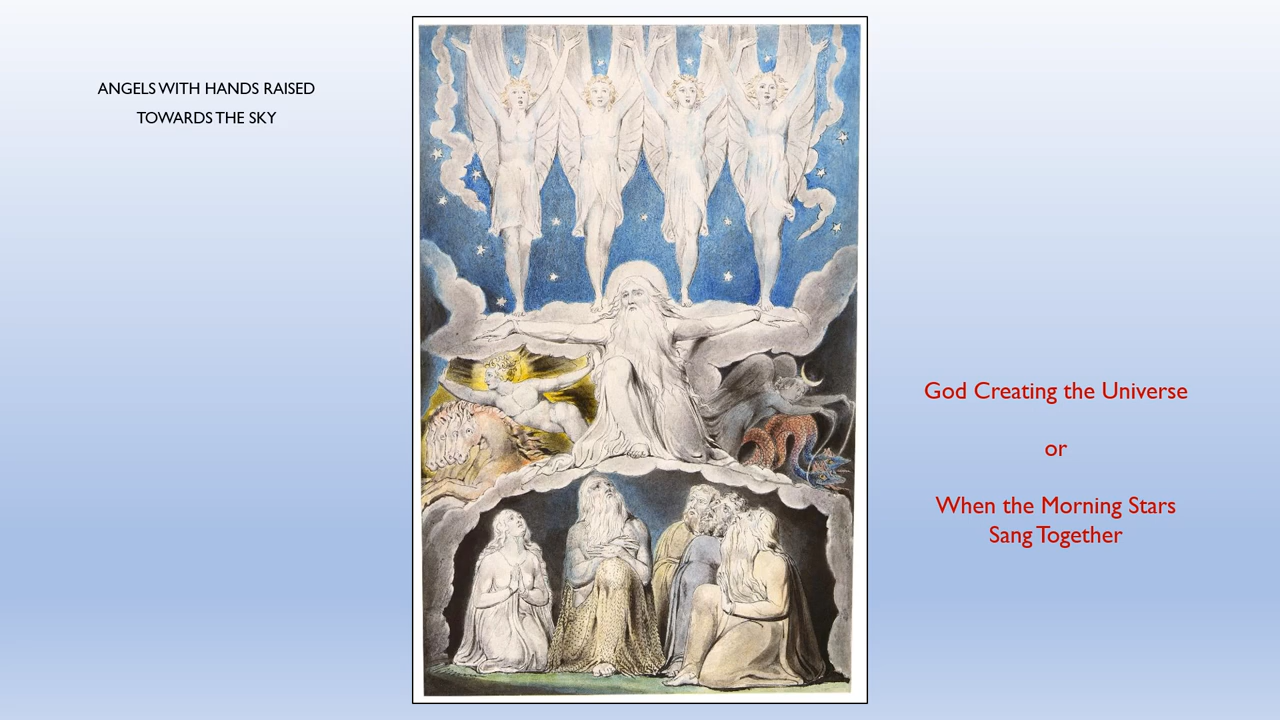 ANGELS WITH HANDS RAISED
TOWARDS THE SKY
God Creating the Universe
or
When the Morning Stars
Sang Together